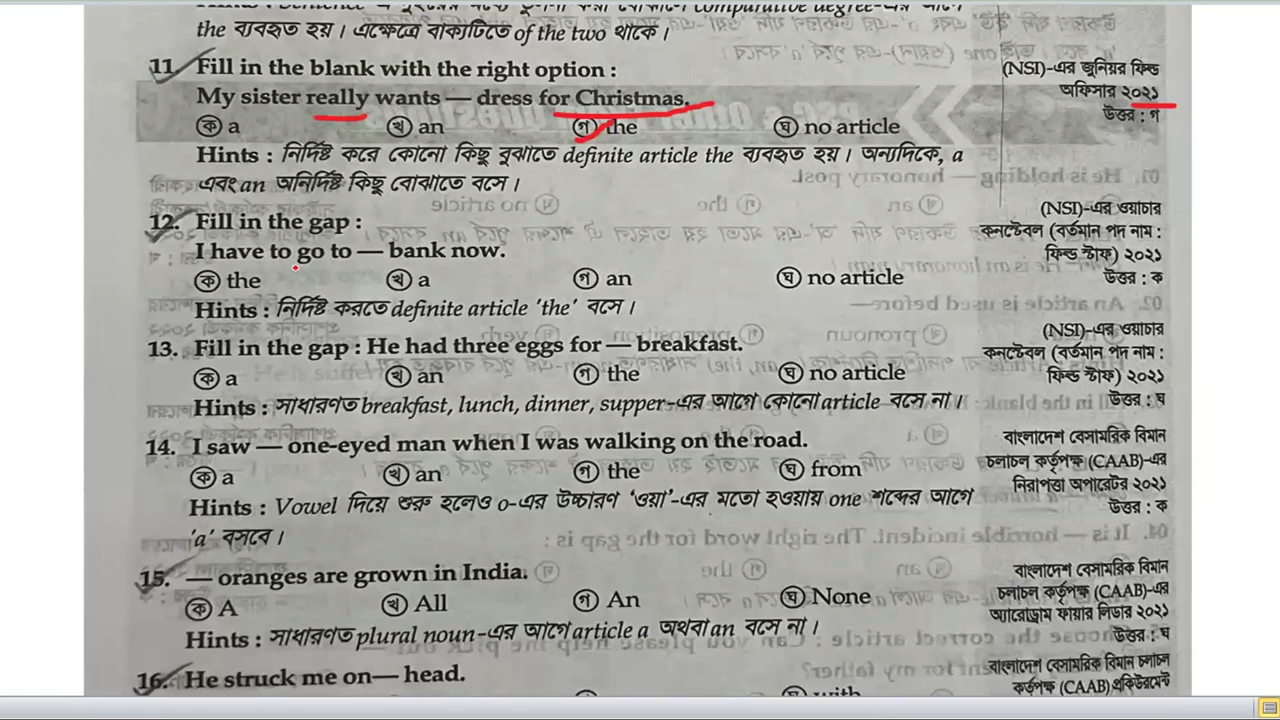 the ব্যবহৃত হয়। এক্ষেত্রে বাক্যটিতে of the two থাকে।
11. Fill in the blank with the right option :
My sister really wants — dress for Christmas.
ক a খ an গ the ঘ no article
Hints : নির্দিষ্ট করে কোনো কিছু বুঝাতে definite article the ব্যবহৃত হয়। অন্যদিকে, a
এবং an অনির্দিষ্ট কিছু বোঝাতে বসে।
(NSI)-এর জুনিয়র ফিল্ড
অফিসার ২০২১
উত্তর : গ
12. Fill in the gap :
I have to go to — bank now.
ক the খ a গ an ঘ no article
Hints : নির্দিষ্ট করতে definite article 'the' বসে।
(NSI)-এর ওয়াচার
কনস্টেবল (বর্তমান পদ নাম :
ফিল্ড স্টাফ) ২০২১
উত্তর : ক
13. Fill in the gap : He had three eggs for — breakfast.
ক a খ an গ the ঘ no article
Hints : সাধারণত breakfast, lunch, dinner, supper-এর আগে কোনো article বসে না।
(NSI)-এর ওয়াচার
কনস্টেবল (বর্তমান পদ নাম :
ফিল্ড স্টাফ) ২০২১
উত্তর : ঘ
14. I saw — one-eyed man when I was walking on the road.
ক a খ an গ the ঘ from
Hints : Vowel দিয়ে শুরু হলেও o-এর উচ্চারণ 'ওয়া'-এর মতো হওয়ায় one শব্দের আগে
'a' বসবে।
বাংলাদেশ বেসামরিক বিমান
চলাচল কর্তৃপক্ষ (CAAB)-এর
নিরাপত্তা অপারেটর ২০২১
উত্তর : ক
15. — oranges are grown in India.
ক A খ All গ An ঘ None
Hints : সাধারণত plural noun-এর আগে article a অথবা an বসে না।
বাংলাদেশ বেসামরিক বিমান
চলাচল কর্তৃপক্ষ (CAAB)-এর
অ্যারোড্রাম ফায়ার লিডার ২০২১
উত্তর : ঘ
16. He struck me on— head.
ঘ with
বাংলাদেশ বেসামরিক বিমান চলাচল
কর্তৃপক্ষ (CAAB) প্রকিউরমেন্ট